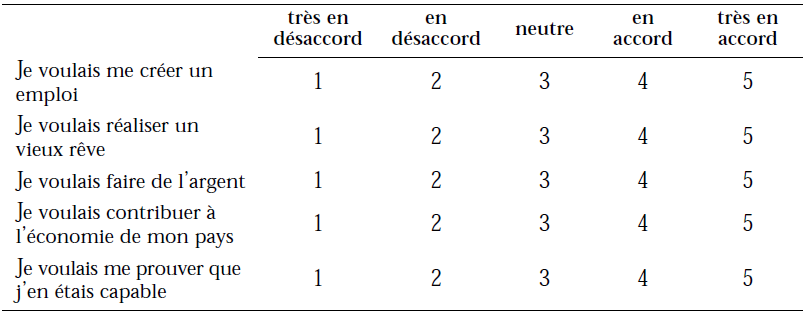 très en désaccord en désaccord neutre en accord très en accord
Je voulais me créer un
emploi 1 2 3 4 5
Je voulais réaliser un
vieux rêve 1 2 3 4 5
Je voulais faire de l'argent 1 2 3 4 5
Je voulais contribuer à
l'économie de mon pays 1 2 3 4 5
Je voulais me prouver que
j'en étais capable 1 2 3 4 5